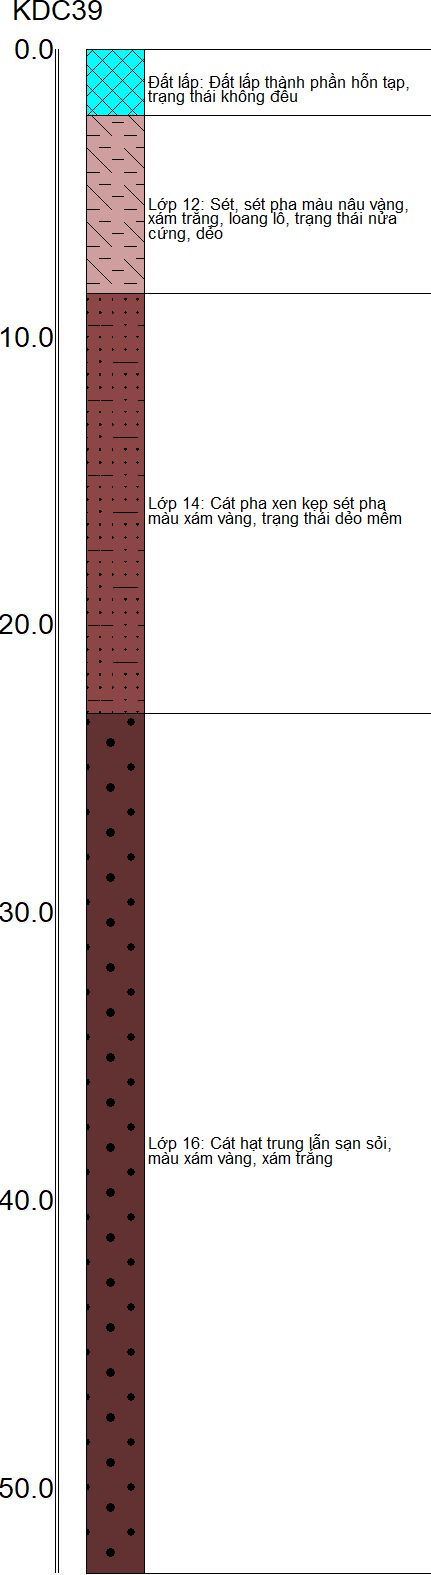 KDC39
0.0
Đất lấp: Đất lấp thành phần hỗn tạp,
trạng thái không đều
Lớp 12: Sét, sét pha màu nâu vàng,
xám trắng, loang lổ, trạng thái nửa
cứng, dẻo
10.0
Lớp 14: Cát pha xen kẹp sét pha
màu xám vàng, trạng thái dẻo mềm
20.0
30.0
Lớp 16: Cát hạt trung lẫn sạn sỏi,
màu xám vàng, xám trắng
40.0
50.0